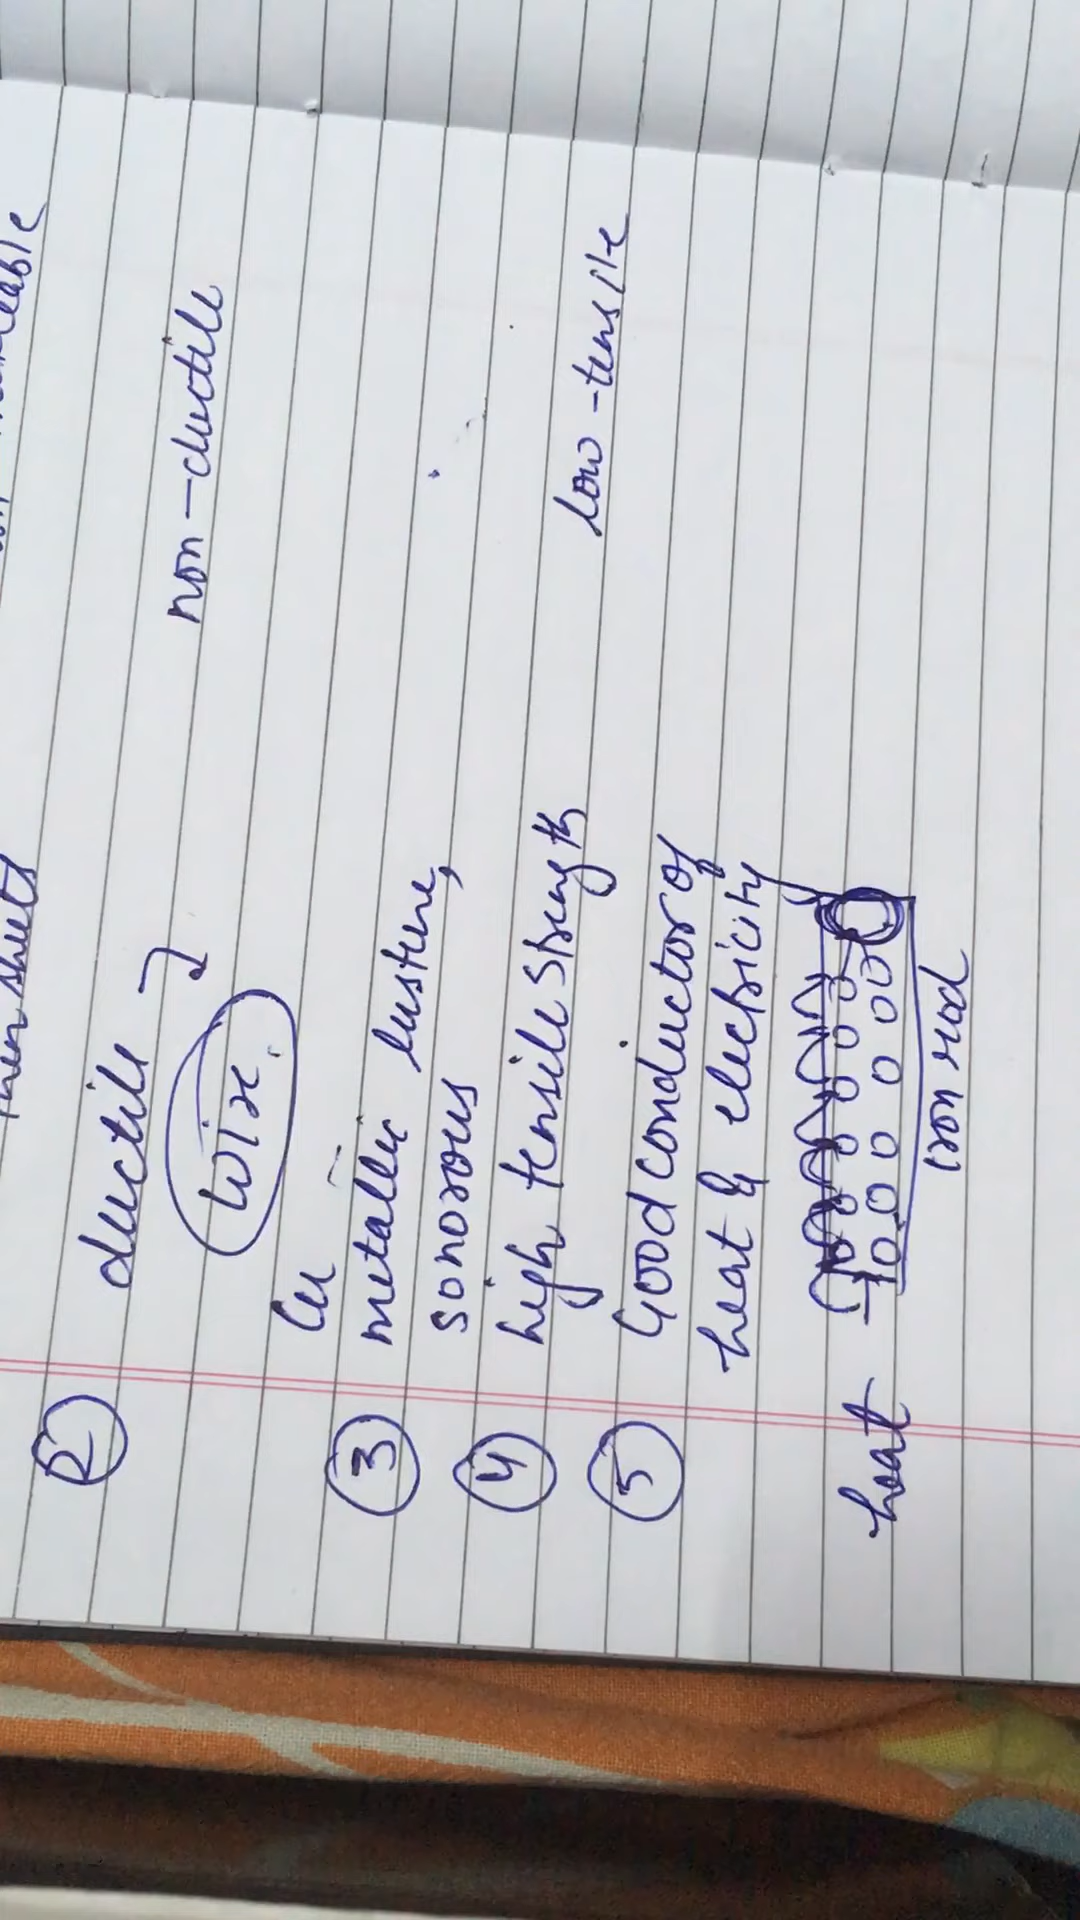 thin sheets
② ductile non-ductile
Wire
Cu
③ metallic lustre,
sonorous
④ high tensile strength low-tensile
⑤ Good conductor of
heat & electricity
heat
iron rod